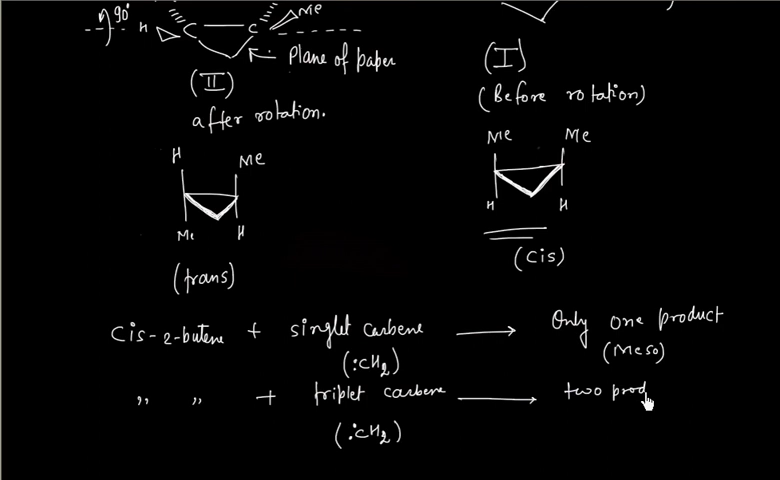 90°
H C C Me
Plane of paper
(II)
after rotation.
(I)
(Before rotation)
H Me
Me H
(trans)
Me Me
H H
(Cis)
Cis-2-butene + singlet carbene → Only one product
(:CH2) (Meso)
,, ,, + triplet carbene → two prod
(:CH2)